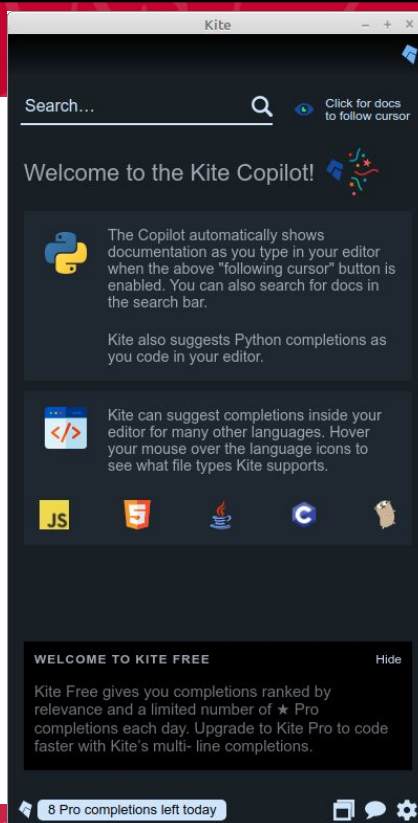 Kite
Search...
Click for docs
to follow cursor
Welcome to the Kite Copilot!
The Copilot automatically shows
documentation as you type in your editor
when the above "following cursor" button is
enabled. You can also search for docs in
the search bar.
Kite also suggests Python completions as
you code in your editor.
</>
Kite can suggest completions inside your
editor for many other languages. Hover
your mouse over the language icons to
see what file types Kite supports.
JS
5
C
WELCOME TO KITE FREE
Hide
Kite Free gives you completions ranked by
relevance and a limited number of ★ Pro
completions each day. Upgrade to Kite Pro to code
faster with Kite’s multi- line completions.
8 Pro completions left today